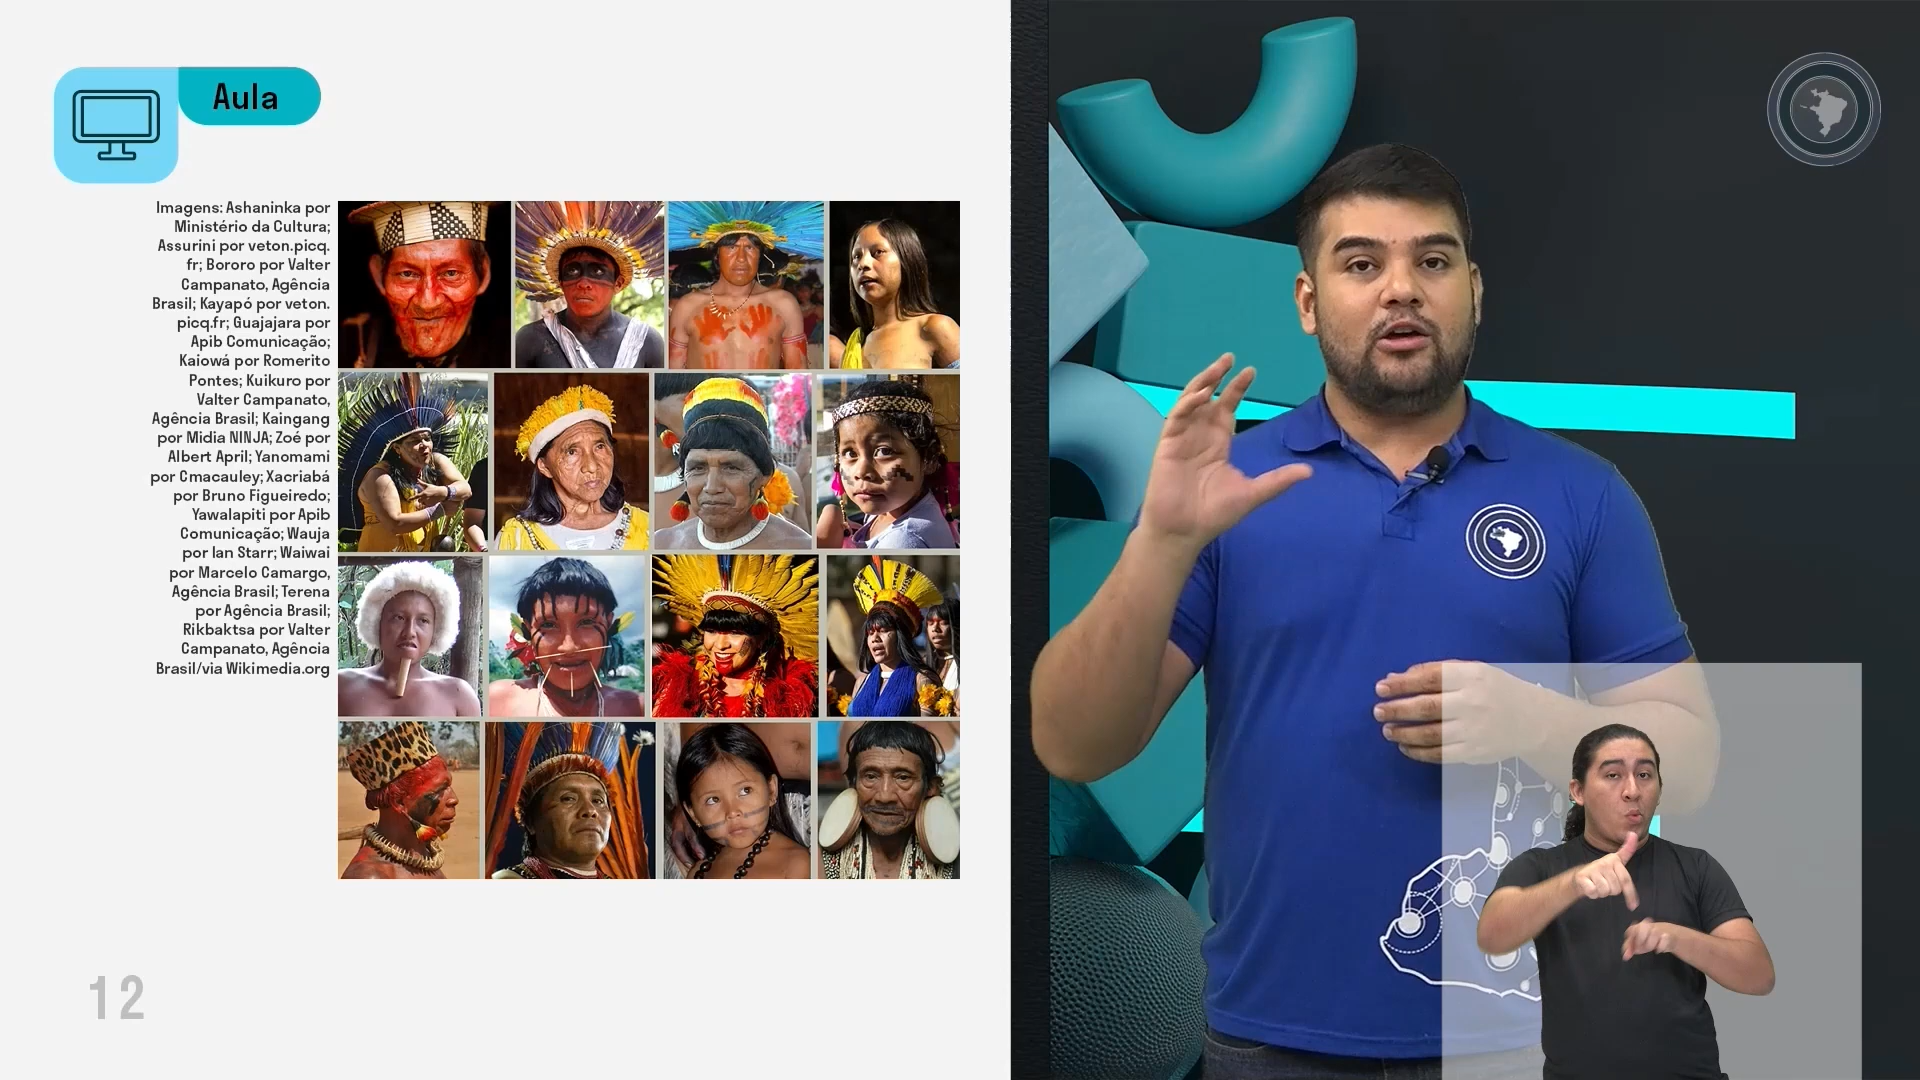 Aula
Imagens: Ashaninka por
Ministério da Cultura;
Assurini por veton.picq.
fr; Bororo por Valter
Campanato, Agência
Brasil; Kayapó por veton.
picq.fr; Guajajara por
Apib Comunicação;
Kaiowá por Romerito
Pontes; Kuikuro por
Valter Campanato,
Agência Brasil; Kaingang
por Midia NINJA; Zoé por
Albert April; Yanomami
por Cmacauley; Xacriabá
por Bruno Figueiredo;
Yawalapiti por Apib
Comunicação; Wauja
por Ian Starr; Waiwai
por Marcelo Camargo,
Agência Brasil; Terena
por Agência Brasil;
Rikbaktsa por Valter
Campanato, Agência
Brasil/via Wikimedia.org
12